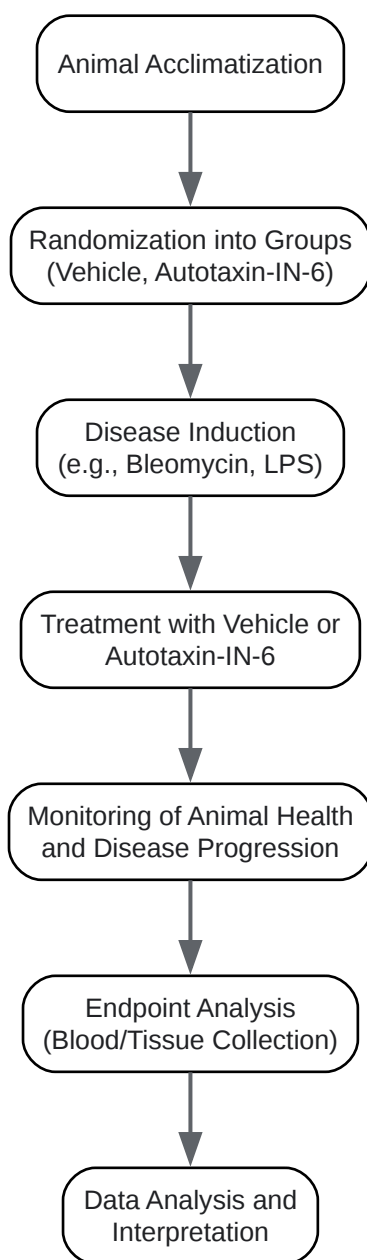 Animal Acclimatization
Randomization into Groups
(Vehicle, Autotaxin-IN-6)
Disease Induction
(e.g., Bleomycin, LPS)
Treatment with Vehicle or
Autotaxin-IN-6
Monitoring of Animal Health
and Disease Progression
Endpoint Analysis
(Blood/Tissue Collection)
Data Analysis and
Interpretation